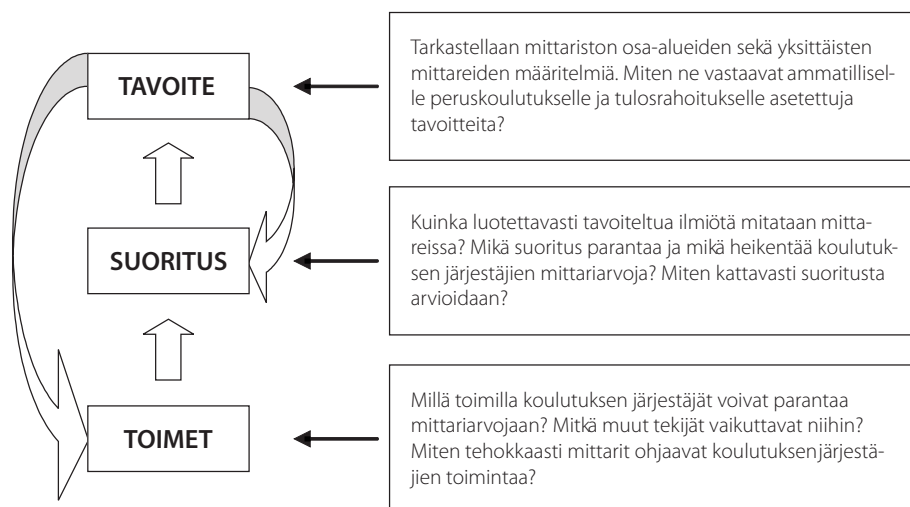 TAVOITE
Tarkastellaan mittariston osa-alueiden sekä yksittäisten
mittareiden määritelmiä. Miten ne vastaavat ammatillisel-
le peruskoulutukselle ja tulosrahoitukselle asetettuja
tavoitteita?
SUORITUS
Kuinka luotettavasti tavoiteltua ilmiötä mitataan mitta-
reissa? Mikä suoritus parantaa ja mikä heikentää koulutuk-
sen järjestäjien mittariarvoja? Miten kattavasti suoritusta
arvioidaan?
TOIMET
Millä toimilla koulutuksen järjestäjät voivat parantaa
mittariarvojaan? Mitkä muut tekijät vaikuttavat niihin?
Miten tehokkaasti mittarit ohjaavat koulutuksenjärjestä-
jien toimintaa?